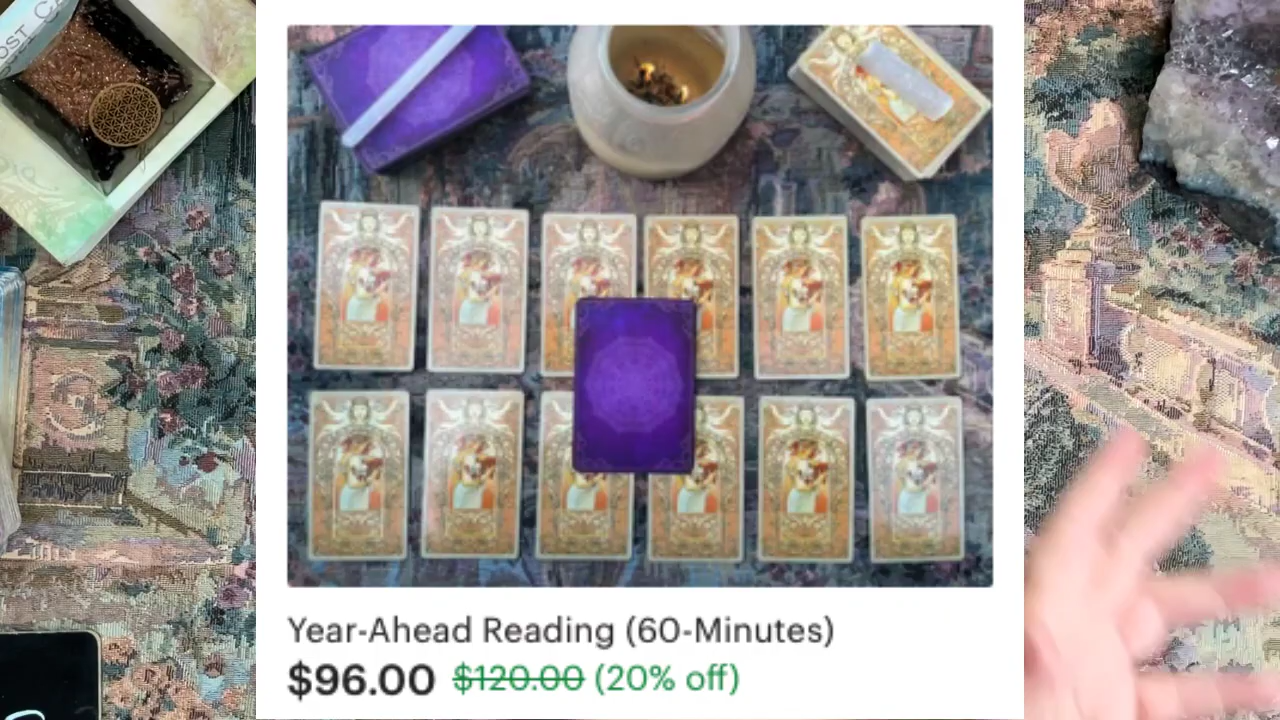 Year-Ahead Reading (60-Minutes)
$96.00 $120.00 (20% off)